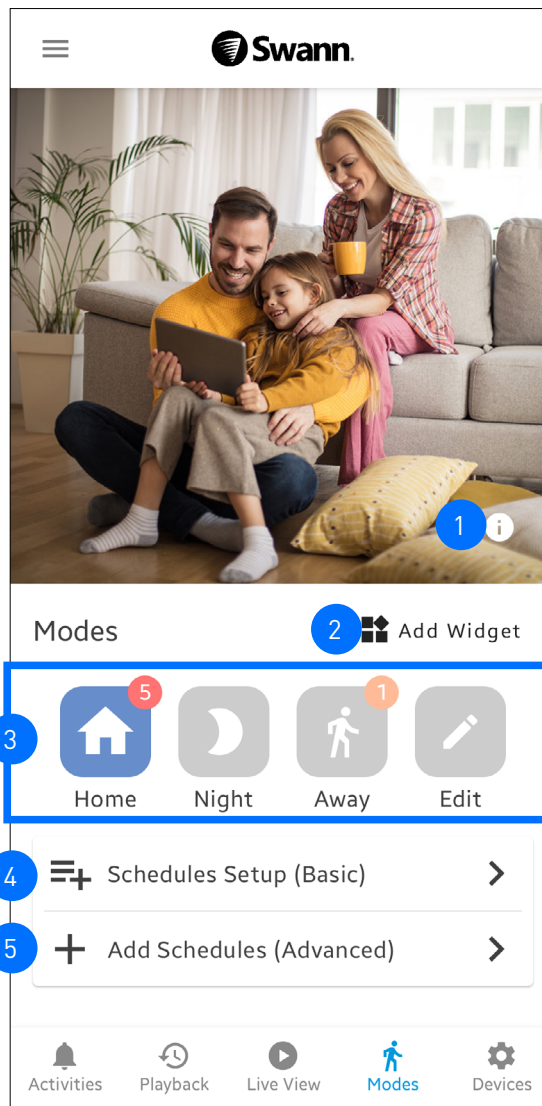 Swann.
1 i
Modes
2 Add Widget
5 1
3
Home Night Away Edit
4 Schedules Setup (Basic)
5 Add Schedules (Advanced)
Activities Playback Live View Modes Devices